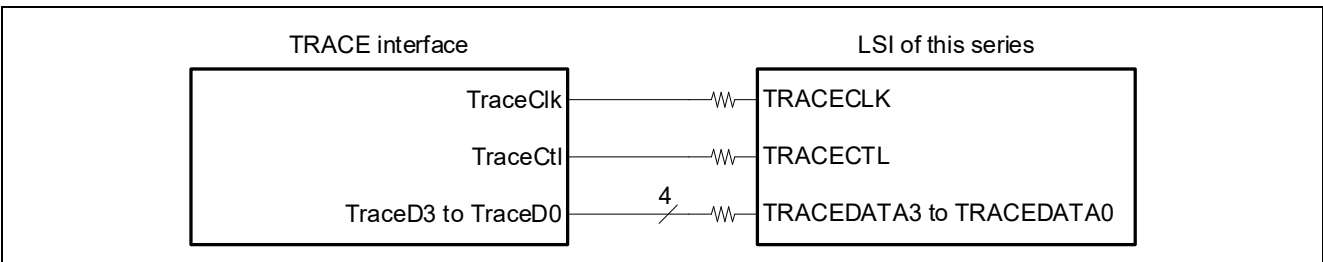 TRACE interface
LSI of this series
TraceClk
TRACECLK
TraceCtl
TRACECTL
4
TraceD3 to TraceD0
TRACEDATA3 to TRACEDATA0